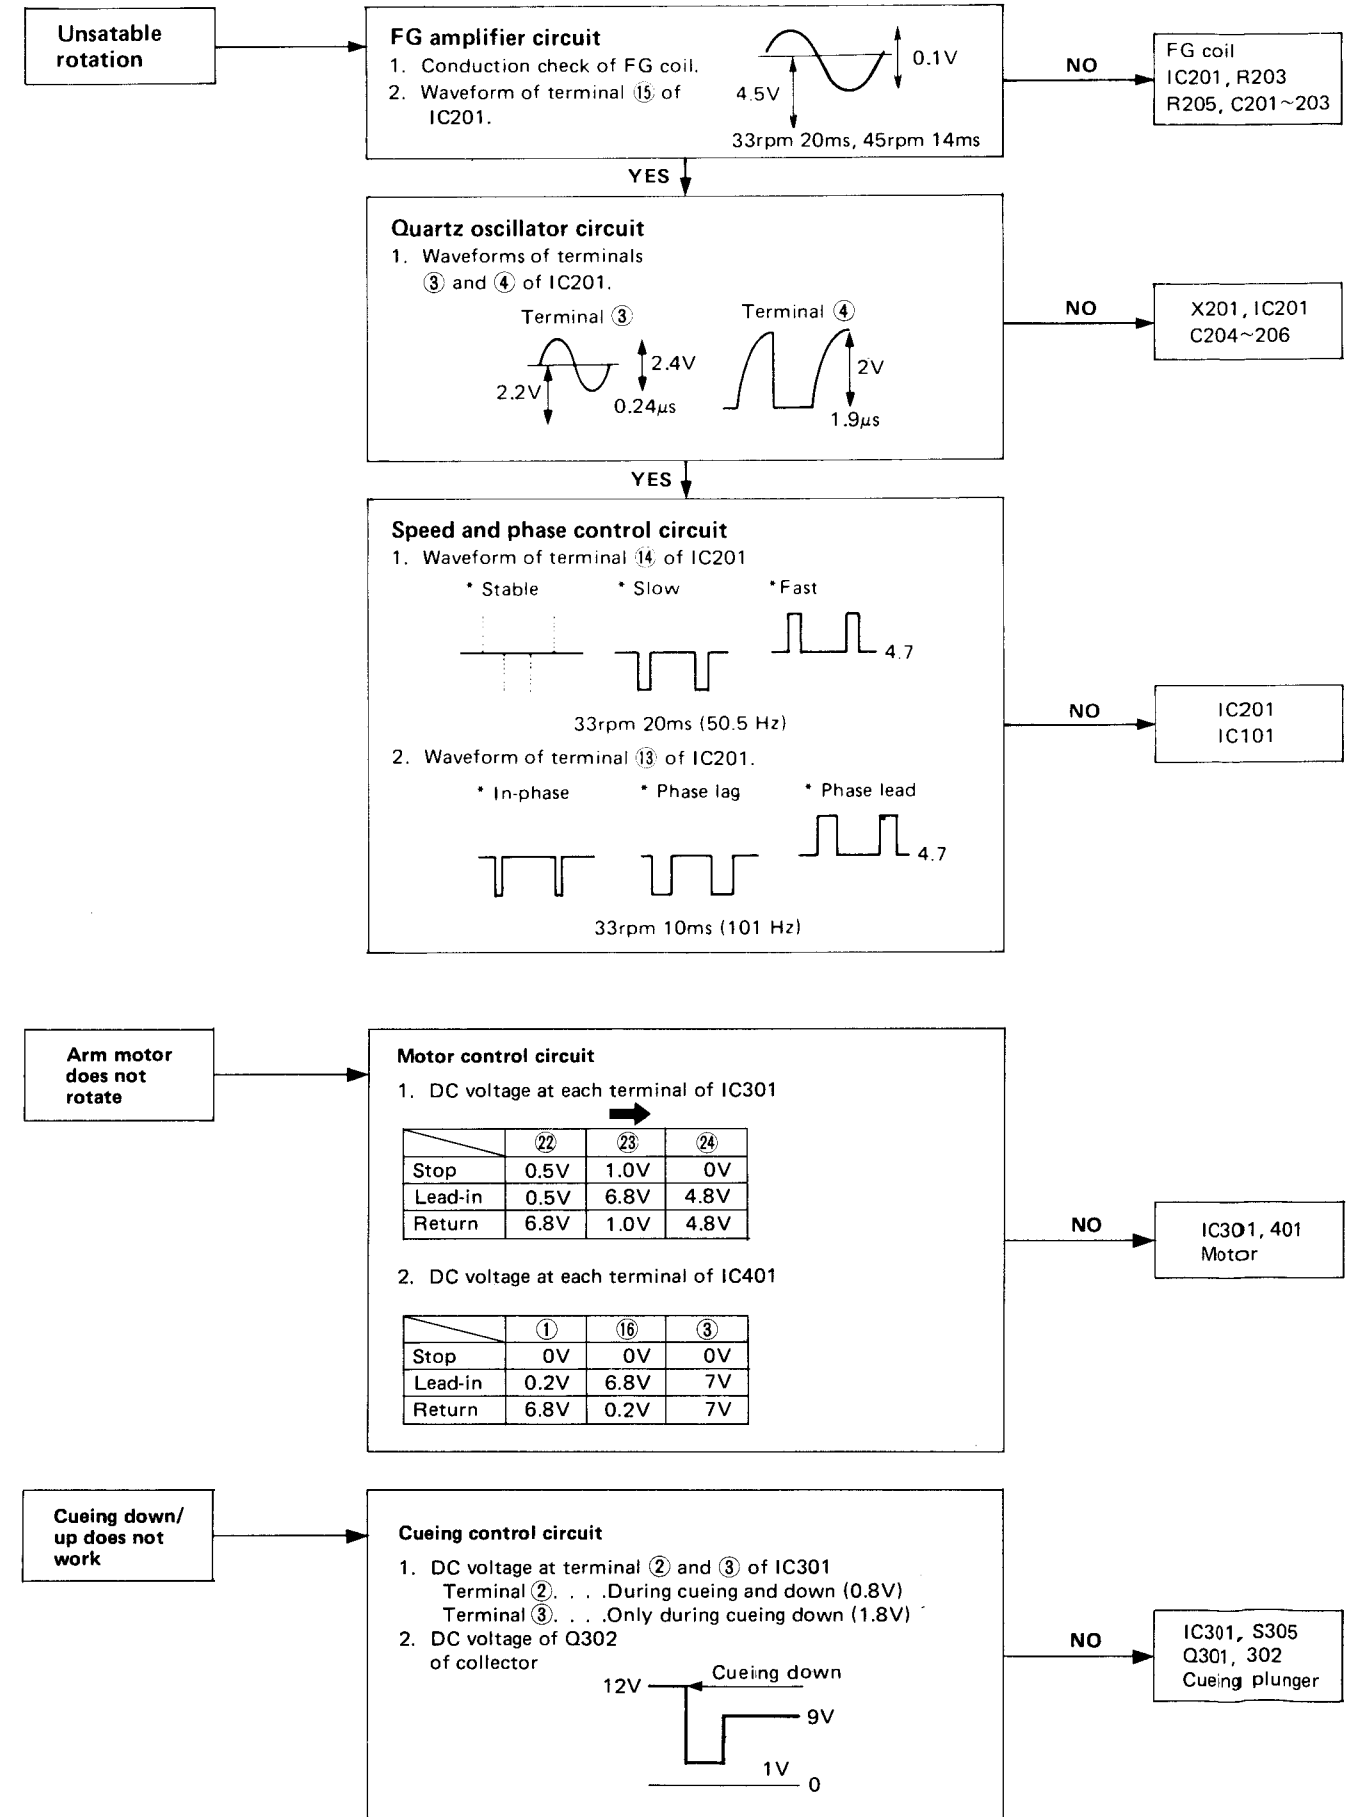 Unsatable
rotation
FG amplifier circuit
1. Conduction check of FG coil.
2. Waveform of terminal ⑮ of
IC201.
0.1V
4.5V
33rpm 20ms, 45rpm 14ms
NO
FG coil
IC201, R203
R205, C201~203
YES
Quartz oscillator circuit
1. Waveforms of terminals
③ and ④ of IC201.
Terminal ③
Terminal ④
2.4V
2.2V
0.24µs
2V
1.9µs
NO
X201, IC201
C204~206
YES
Speed and phase control circuit
1. Waveform of terminal ⑭ of IC201
* Stable
* Slow
* Fast
4.7
33rpm 20ms (50.5 Hz)
2. Waveform of terminal ⑬ of IC201.
* In-phase
* Phase lag
* Phase lead
4.7
33rpm 10ms (101 Hz)
NO
IC201
IC101
Arm motor
does not
rotate
Motor control circuit
1. DC voltage at each terminal of IC301
㉒ ㉓ ㉔
Stop 0.5V 1.0V 0V
Lead-in 0.5V 6.8V 4.8V
Return 6.8V 1.0V 4.8V
2. DC voltage at each terminal of IC401
① ⑯ ③
Stop 0V 0V 0V
Lead-in 0.2V 6.8V 7V
Return 6.8V 0.2V 7V
NO
IC301, 401
Motor
Cueing down/
up does not
work
Cueing control circuit
1. DC voltage at terminal ② and ③ of IC301
Terminal ②. . . .During cueing and down (0.8V)
Terminal ③. . . .Only during cueing down (1.8V)
2. DC voltage of Q302
of collector
Cueing down
12V
9V
1V
0
NO
IC301, S305
Q301, 302
Cueing plunger